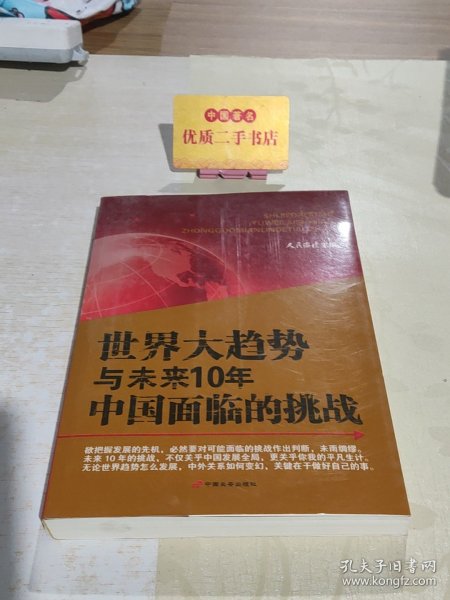 中国著名
优质二手书店
人民论坛
世界大趋势
与未来10年
中国面临的挑战
欲把握发展的先机，必然要对可能面临的挑战作出判断，未雨绸缪。
未来10年的挑战，不仅关乎中国发展全局，更关乎你我的平凡生计。
无论世界趋势怎么发展，中外关系如何变幻，关键在于做好自己的事。
中国长安出版社
孔夫子旧书网
www.kongfz.com